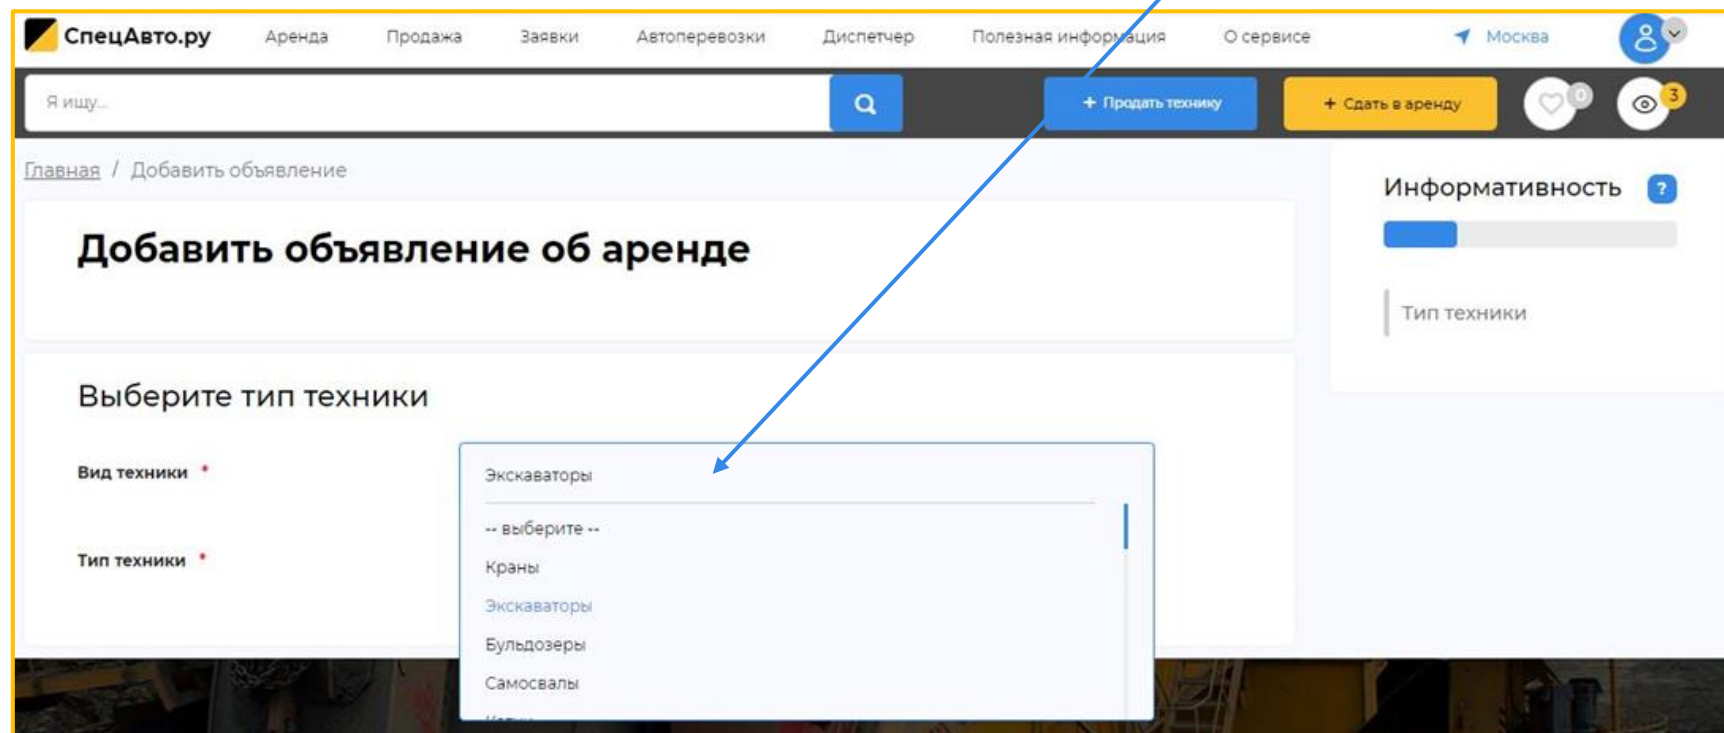 СпецАвто.ру Аренда Продажа Заявки Автоперевозки Диспетчер Полезная информация О сервисе Москва
Я ищу... + Продать технику + Сдать в аренду 0 3
Главная / Добавить объявление
Информативность ?
Добавить объявление об аренде
Тип техники
Выберите тип техники
Вид техники * Экскаваторы
-- выберите --
Тип техники * Краны
Экскаваторы
Бульдозеры
Самосвалы